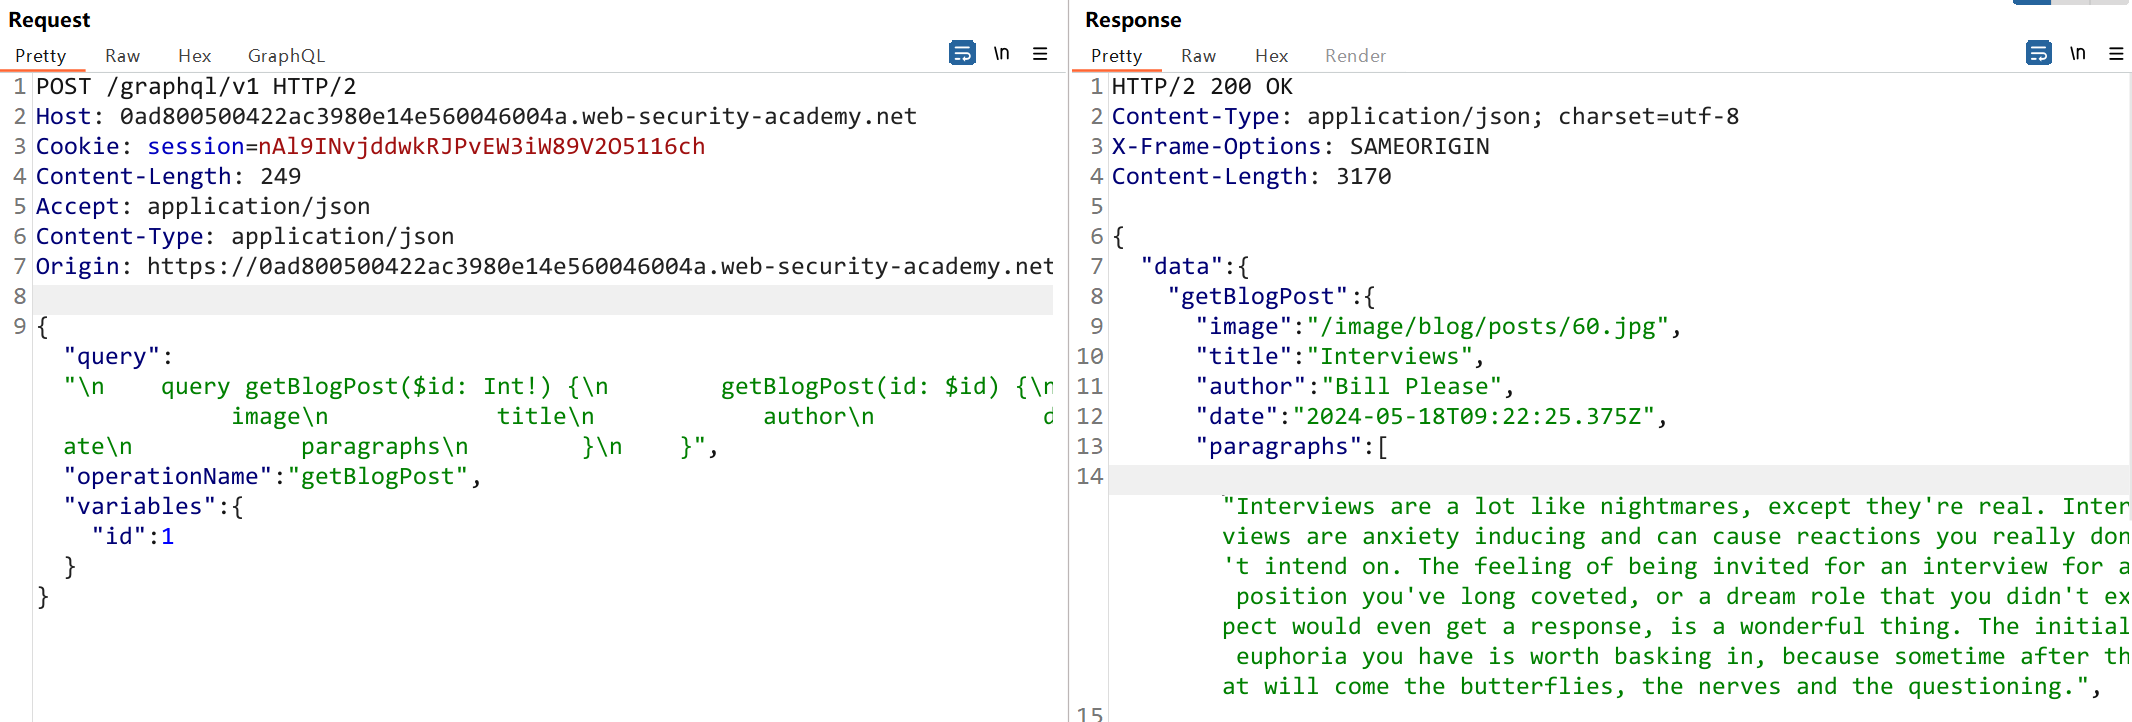 Request
Pretty Raw Hex GraphQL \n
1 POST /graphql/v1 HTTP/2
2 Host: 0ad800500422ac3980e14e560046004a.web-security-academy.net
3 Cookie: session=nAl9INvjddwkRJPvEW3iW89V2O5116ch
4 Content-Length: 249
5 Accept: application/json
6 Content-Type: application/json
7 Origin: https://0ad800500422ac3980e14e560046004a.web-security-academy.net
8
9 {
"query":
"\n    query getBlogPost($id: Int!) {\n        getBlogPost(id: $id) {\n
image\n            title\n            author\n            d
ate\n            paragraphs\n        }\n    }",
"operationName":"getBlogPost",
"variables":{
"id":1
}
}
Response
Pretty Raw Hex Render \n
1 HTTP/2 200 OK
2 Content-Type: application/json; charset=utf-8
3 X-Frame-Options: SAMEORIGIN
4 Content-Length: 3170
5
6 {
7 "data":{
8 "getBlogPost":{
9 "image":"/image/blog/posts/60.jpg",
10 "title":"Interviews",
11 "author":"Bill Please",
12 "date":"2024-05-18T09:22:25.375Z",
13 "paragraphs":[
14
"Interviews are a lot like nightmares, except they're real. Inter
views are anxiety inducing and can cause reactions you really don
't intend on. The feeling of being invited for an interview for a
position you've long coveted, or a dream role that you didn't ex
pect would even get a response, is a wonderful thing. The initial
euphoria you have is worth basking in, because sometime after th
at will come the butterflies, the nerves and the questioning.",
15